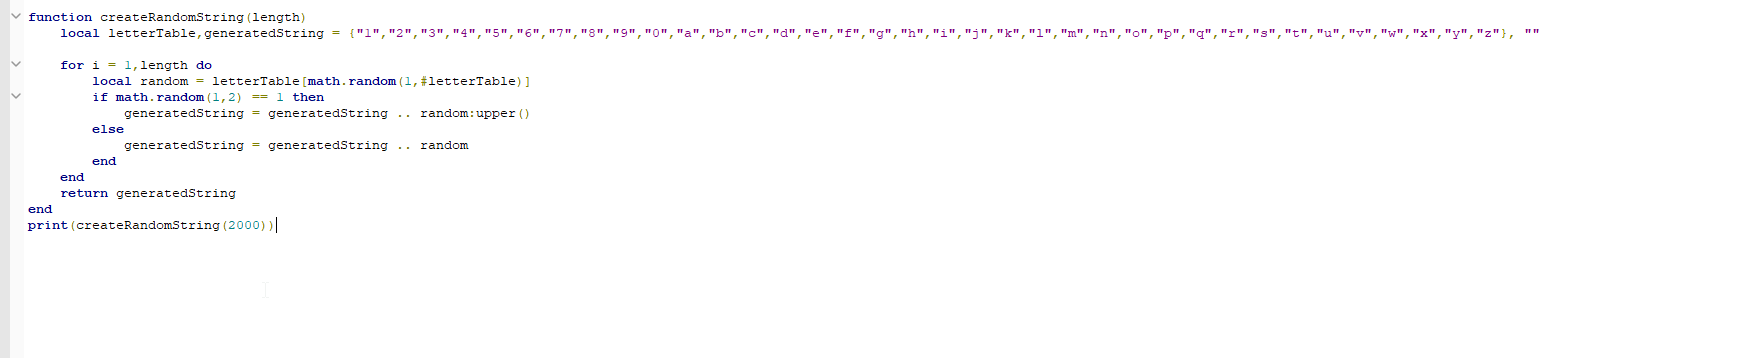 function createRandomString(length)
    local letterTable,generatedString = {"1","2","3","4","5","6","7","8","9","0","a","b","c","d","e","f","g","h","i","j","k","l","m","n","o","p","q","r","s","t","u","v","w","x","y","z"}, ""
    for i = 1,length do
        local random = letterTable[math.random(1,#letterTable)]
        if math.random(1,2) == 1 then
            generatedString = generatedString .. random:upper()
        else
            generatedString = generatedString .. random
        end
    end
    return generatedString
end
print(createRandomString(2000))